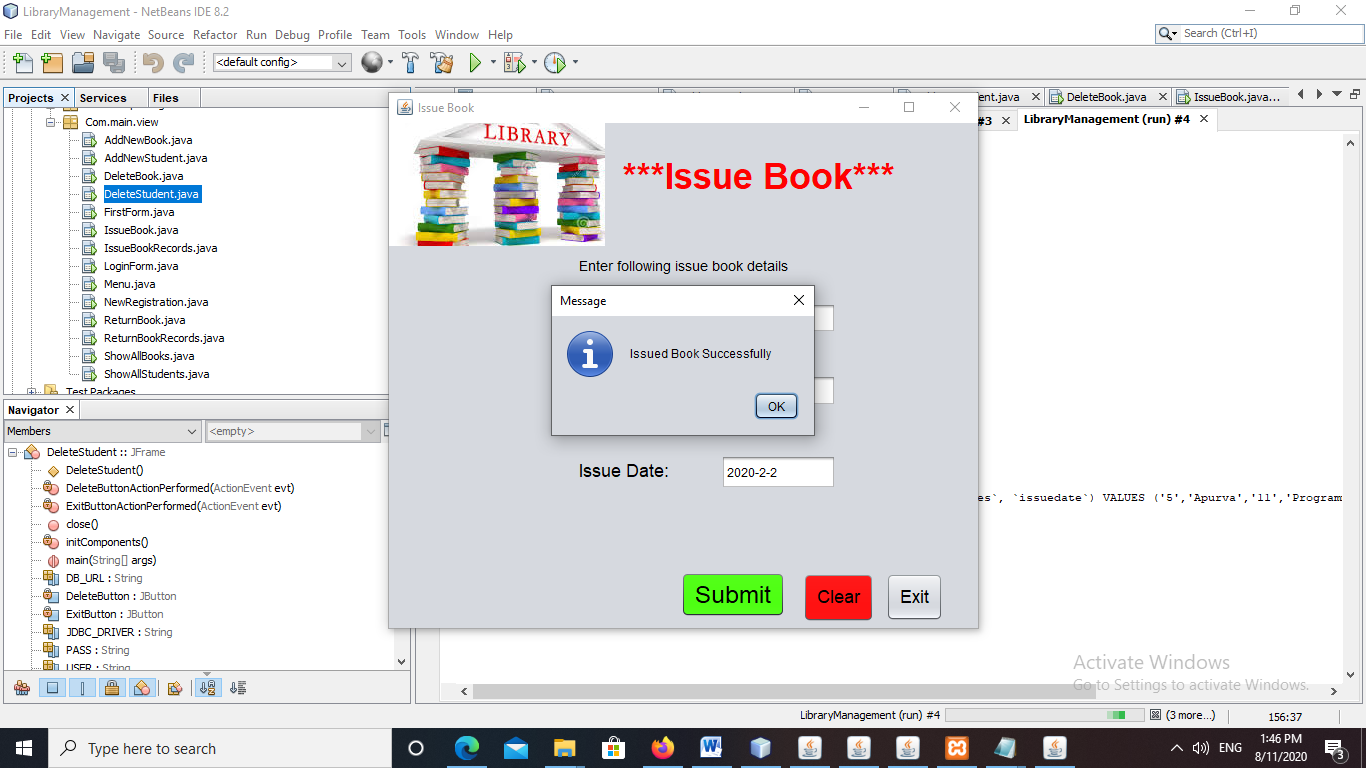 LibraryManagement - NetBeans IDE 8.2
File Edit View Navigate Source Refactor Run Debug Profile Team Tools Window Help
Search (Ctrl+I)
<default config>
Projects Services Files
DeleteBook.java IssueBook.java...
#3 LibraryManagement (run) #4
Com.main.view
AddNewBook.java
AddNewStudent.java
DeleteBook.java
DeleteStudent.java
FirstForm.java
IssueBook.java
IssueBookRecords.java
LoginForm.java
Menu.java
NewRegistration.java
ReturnBook.java
ReturnBookRecords.java
ShowAllBooks.java
ShowAllStudents.java
Test Packages
Navigator
Members <empty>
DeleteStudent :: JFrame
DeleteStudent()
DeleteButtonActionPerformed(ActionEvent evt)
ExitButtonActionPerformed(ActionEvent evt)
close()
initComponents()
main(String[] args)
DB_URL : String
DeleteButton : JButton
ExitButton : JButton
JDBC_DRIVER : String
PASS : String
USER : String
Issue Book
LIBRARY
***Issue Book***
Enter following issue book details
Message
Issued Book Successfully
OK
Issue Date: 2020-2-2
Submit Clear Exit
`issuedate`) VALUES ('5','Apurva','11','Program
Activate Windows
Go to Settings to activate Windows.
LibraryManagement (run) #4 (3 more...) 156:37
Type here to search
ENG
1:46 PM
8/11/2020
3